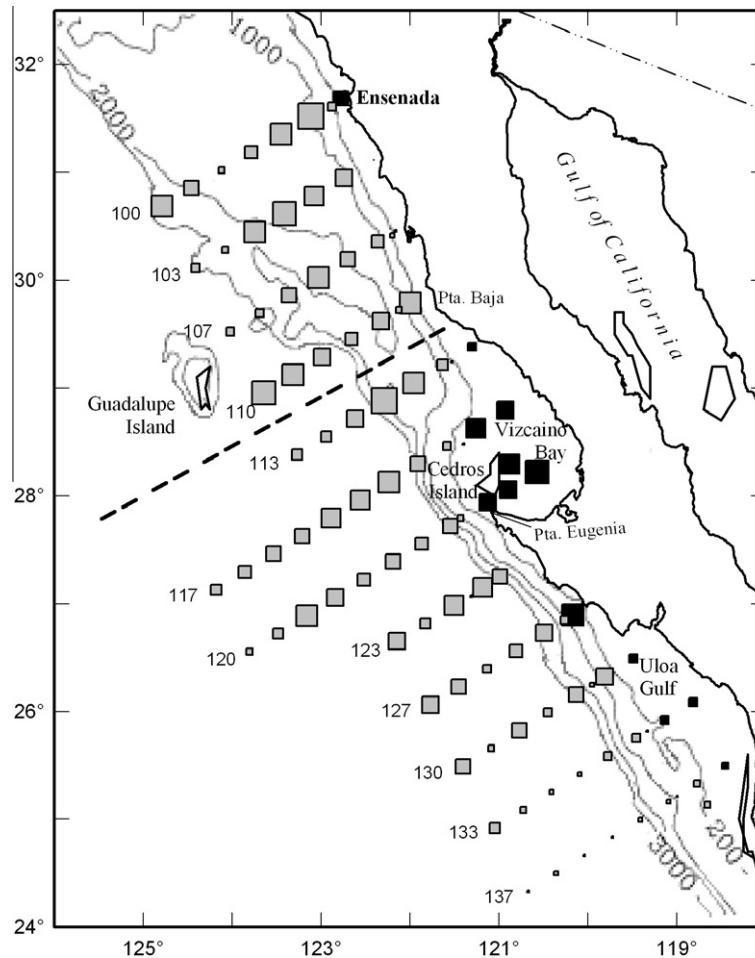 32°
30°
28°
26°
24°
125°
123°
121°
119°
1000
2000
Ensenada
Gulf of California
100
103
107
Pta. Baja
Guadalupe
Island
110
113
Vizcaino
Bay
Cedros
Island
Pta. Eugenia
117
120
123
127
Uloa
Gulf
130
133
137
200
3000